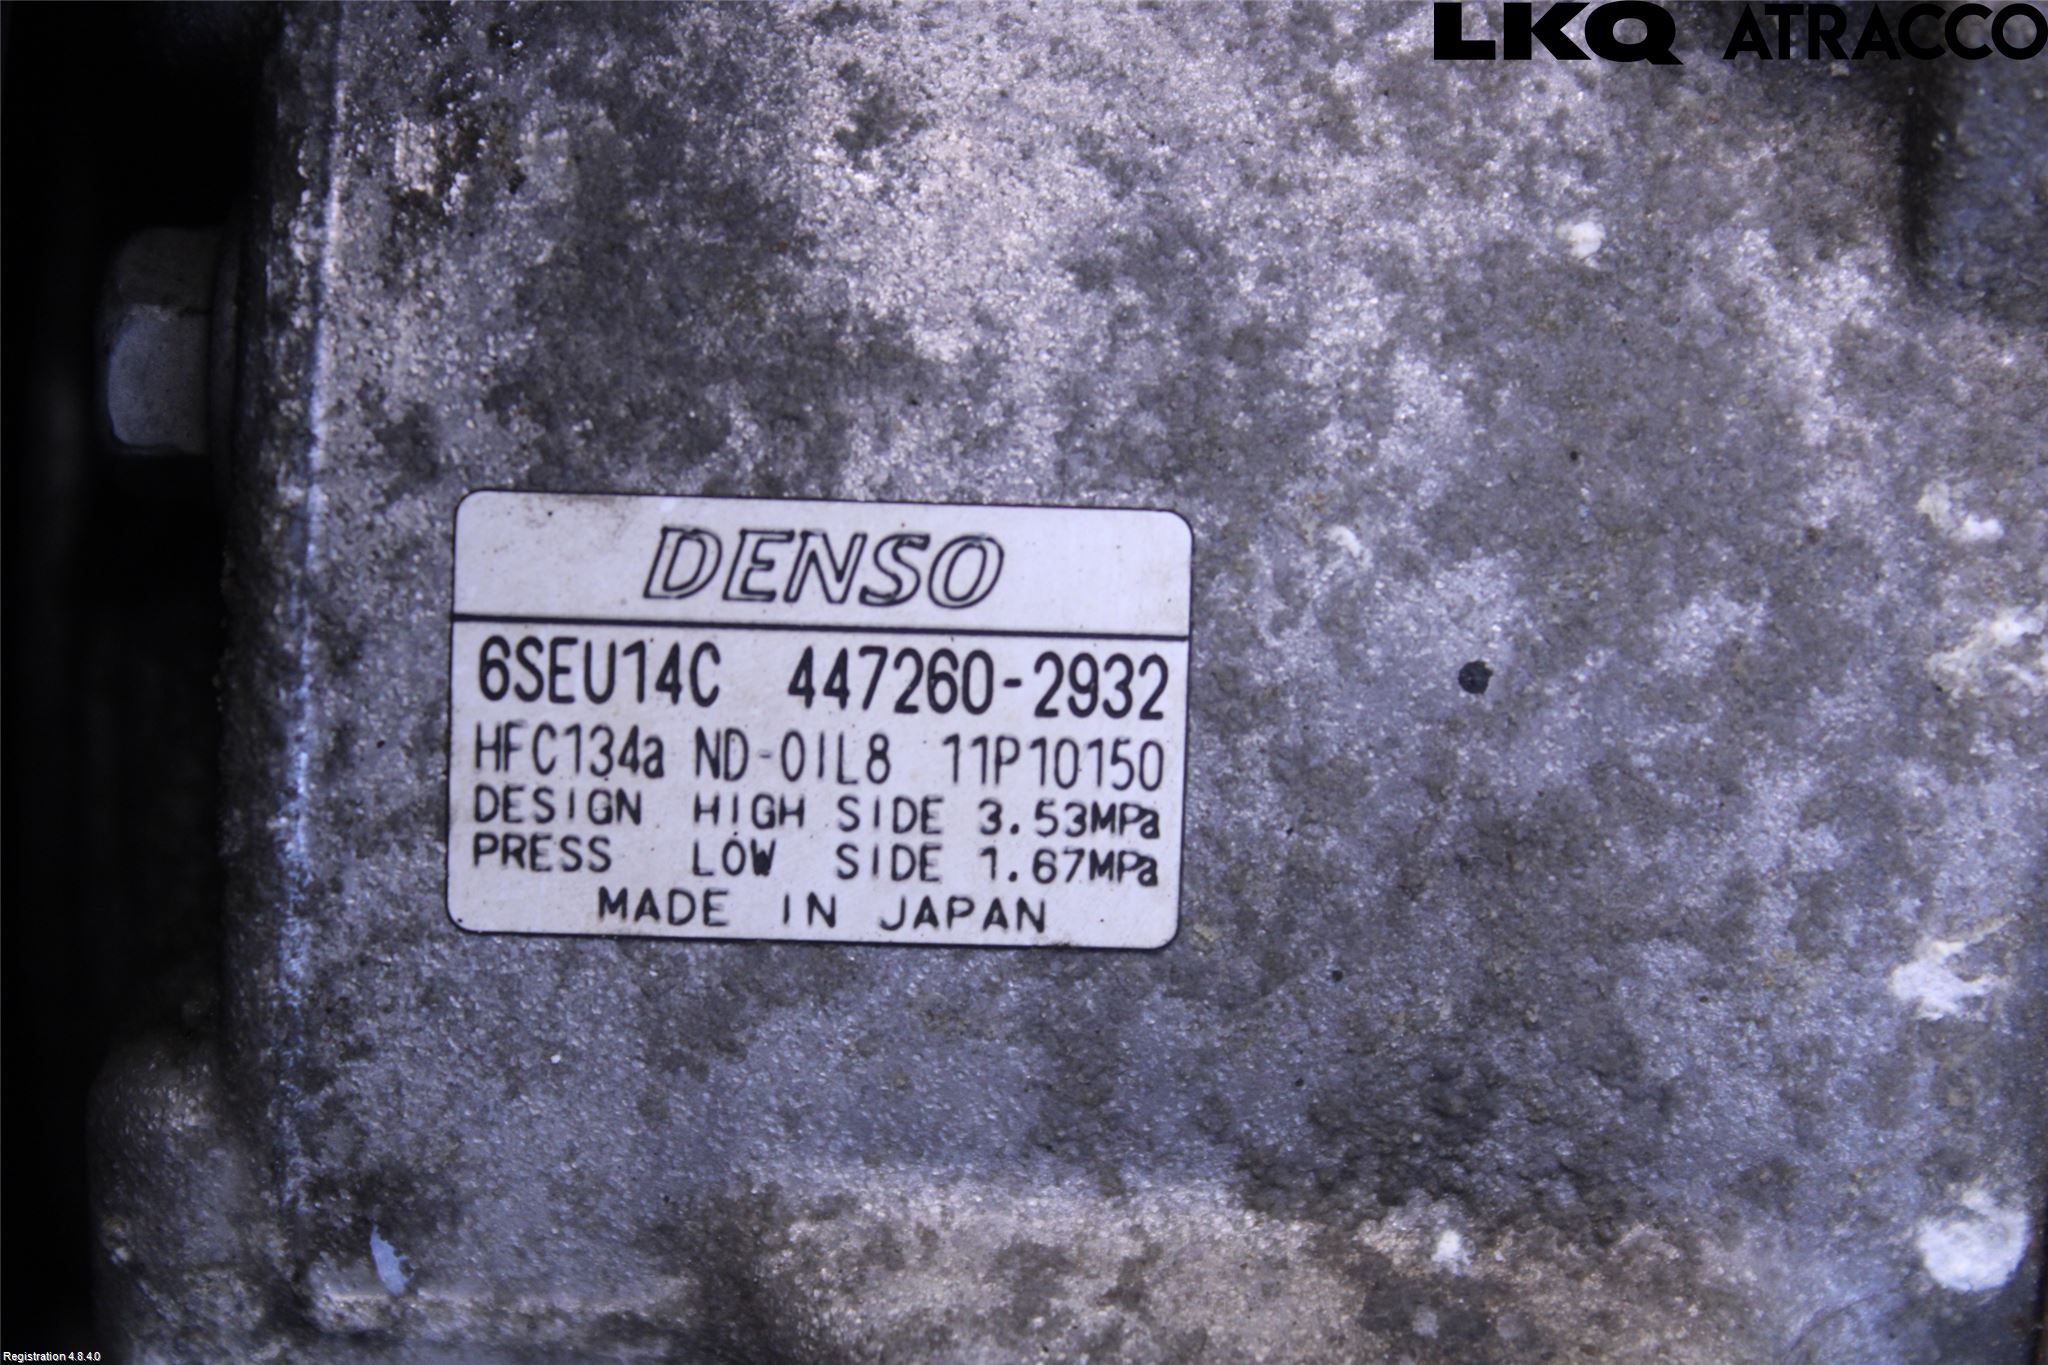 LKQ ATRACCO
DENSO
6SEU14C 447260-2932
HFC134a ND-OIL8 11P10150
DESIGN HIGH SIDE 3.53MPa
PRESS LOW SIDE 1.67MPa
MADE IN JAPAN
Registration 4.8.4.0